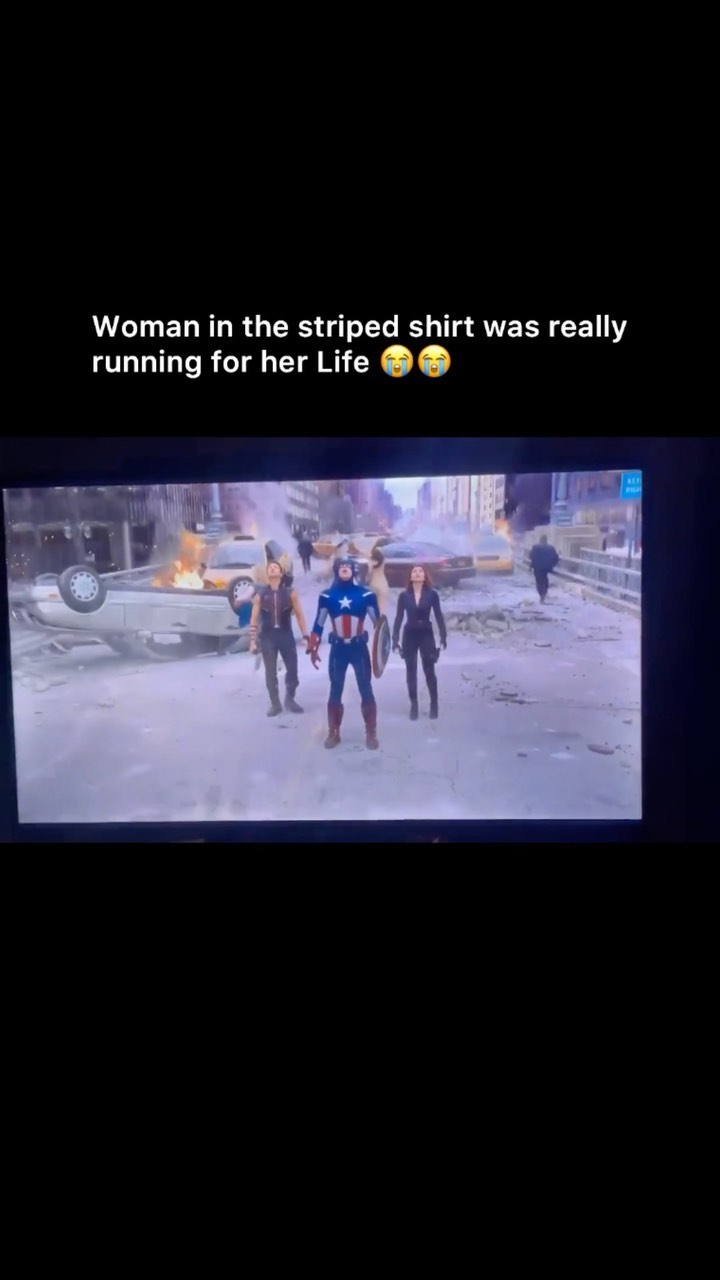 Woman in the striped shirt was really
running for her Life 😭😭